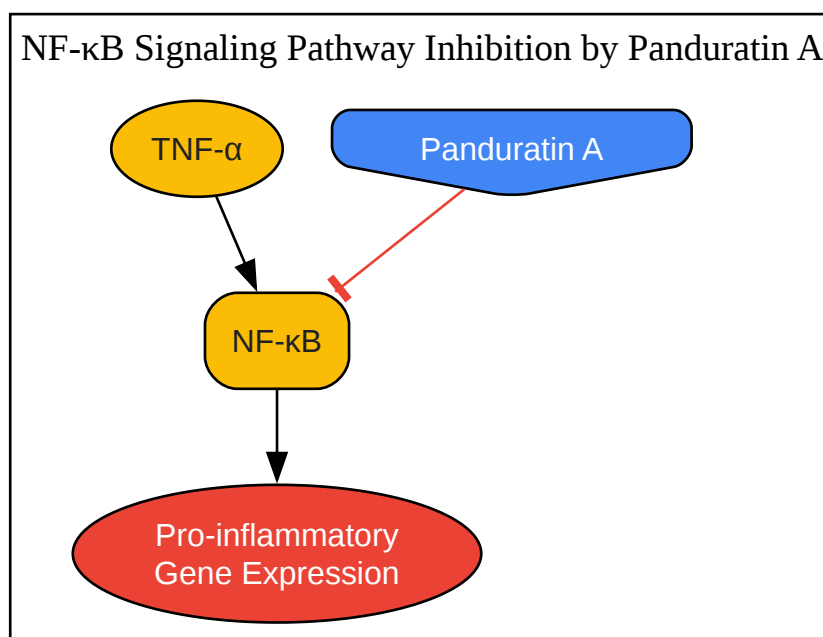 NF-κB Signaling Pathway Inhibition by Panduratin A
TNF-α
Panduratin A
NF-κB
Pro-inflammatory
Gene Expression